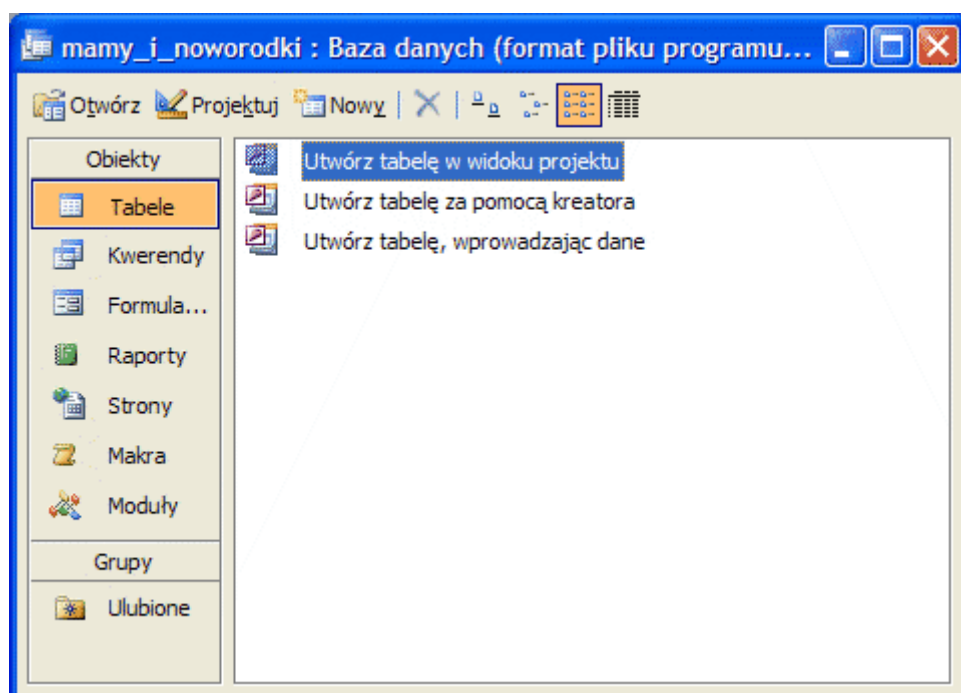 mamy_i_noworodki : Baza danych (format pliku programu...
Otwórz Projektuj Nowy
Obiekty
Tabele
Kwerendy
Formula...
Raporty
Strony
Makra
Moduły
Grupy
Ulubione
Utwórz tabelę w widoku projektu
Utwórz tabelę za pomocą kreatora
Utwórz tabelę, wprowadzając dane